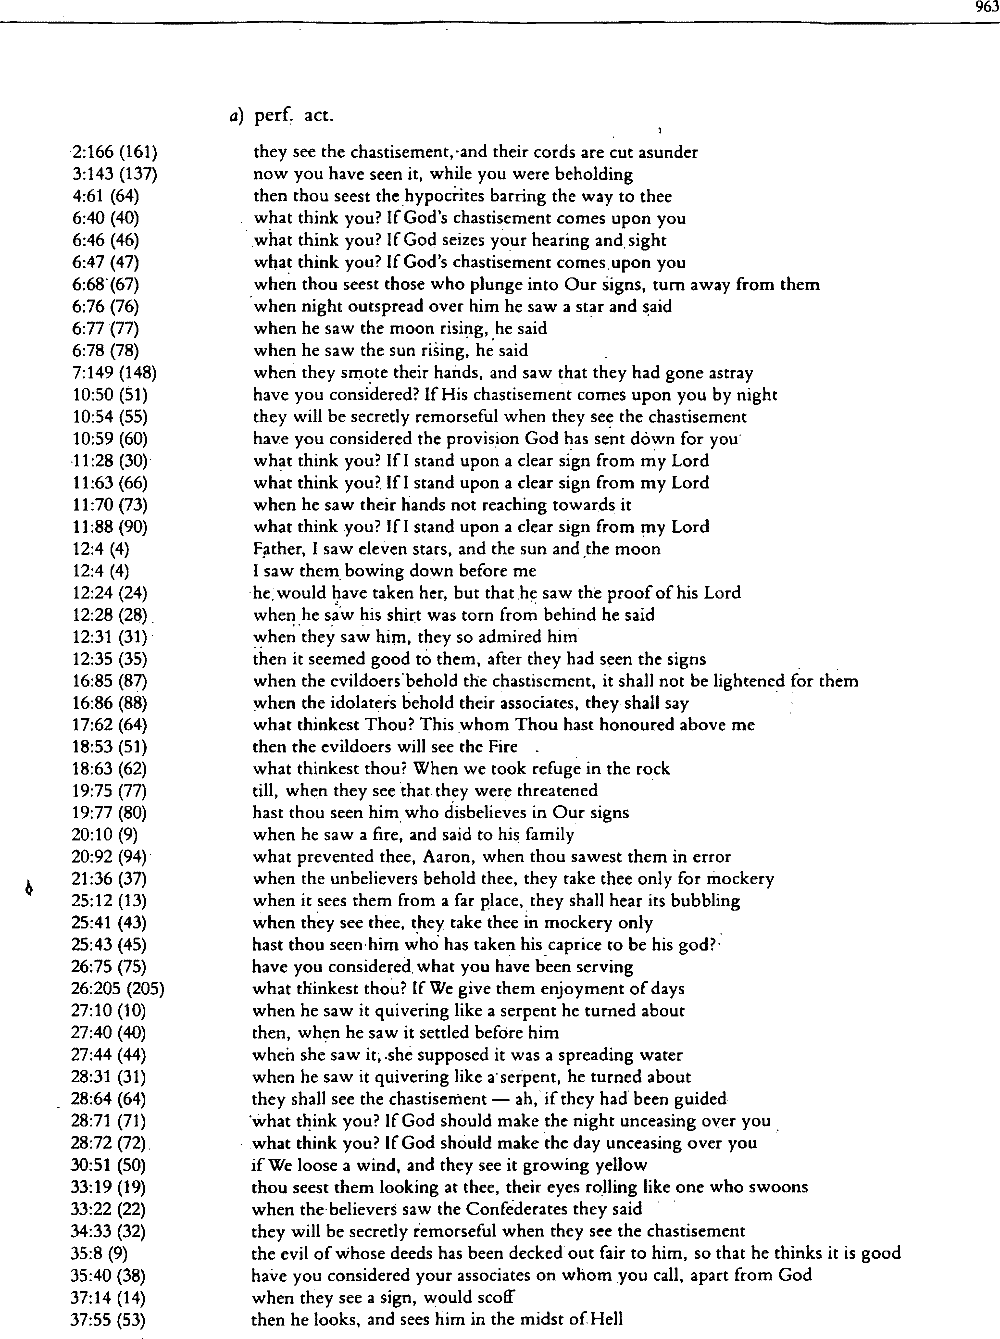 963
a) perf. act.
2:166 (161) they see the chastisement, and their cords are cut asunder
3:143 (137) now you have seen it, while you were beholding
4:61 (64) then thou seest the hypocrites barring the way to thee
6:40 (40) what think you? If God's chastisement comes upon you
6:46 (46) what think you? If God seizes your hearing and sight
6:47 (47) what think you? If God's chastisement comes upon you
6:68 (67) when thou seest those who plunge into Our signs, turn away from them
6:76 (76) when night outspread over him he saw a star and said
6:77 (77) when he saw the moon rising, he said
6:78 (78) when he saw the sun rising, he said
7:149 (148) when they smote their hands, and saw that they had gone astray
10:50 (51) have you considered? If His chastisement comes upon you by night
10:54 (55) they will be secretly remorseful when they see the chastisement
10:59 (60) have you considered the provision God has sent down for you
11:28 (30) what think you? If I stand upon a clear sign from my Lord
11:63 (66) what think you? If I stand upon a clear sign from my Lord
11:70 (73) when he saw their hands not reaching towards it
11:88 (90) what think you? If I stand upon a clear sign from my Lord
12:4 (4) Father, I saw eleven stars, and the sun and the moon
12:4 (4) I saw them bowing down before me
12:24 (24) he would have taken her, but that he saw the proof of his Lord
12:28 (28) when he saw his shirt was torn from behind he said
12:31 (31) when they saw him, they so admired him
12:35 (35) then it seemed good to them, after they had seen the signs
16:85 (87) when the evildoers behold the chastisement, it shall not be lightened for them
16:86 (88) when the idolaters behold their associates, they shall say
17:62 (64) what thinkest Thou? This whom Thou hast honoured above me
18:53 (51) then the evildoers will see the Fire
18:63 (62) what thinkest thou? When we took refuge in the rock
19:75 (77) till, when they see that they were threatened
19:77 (80) hast thou seen him who disbelieves in Our signs
20:10 (9) when he saw a fire, and said to his family
20:92 (94) what prevented thee, Aaron, when thou sawest them in error
21:36 (37) when the unbelievers behold thee, they take thee only for mockery
25:12 (13) when it sees them from a far place, they shall hear its bubbling
25:41 (43) when they see thee, they take thee in mockery only
25:43 (45) hast thou seen him who has taken his caprice to be his god?
26:75 (75) have you considered what you have been serving
26:205 (205) what thinkest thou? If We give them enjoyment of days
27:10 (10) when he saw it quivering like a serpent he turned about
27:40 (40) then, when he saw it settled before him
27:44 (44) when she saw it, she supposed it was a spreading water
28:31 (31) when he saw it quivering like a serpent, he turned about
28:64 (64) they shall see the chastisement — ah, if they had been guided
28:71 (71) what think you? If God should make the night unceasing over you
28:72 (72) what think you? If God should make the day unceasing over you
30:51 (50) if We loose a wind, and they see it growing yellow
33:19 (19) thou seest them looking at thee, their eyes rolling like one who swoons
33:22 (22) when the believers saw the Confederates they said
34:33 (32) they will be secretly remorseful when they see the chastisement
35:8 (9) the evil of whose deeds has been decked out fair to him, so that he thinks it is good
35:40 (38) have you considered your associates on whom you call, apart from God
37:14 (14) when they see a sign, would scoff
37:55 (53) then he looks, and sees him in the midst of Hell